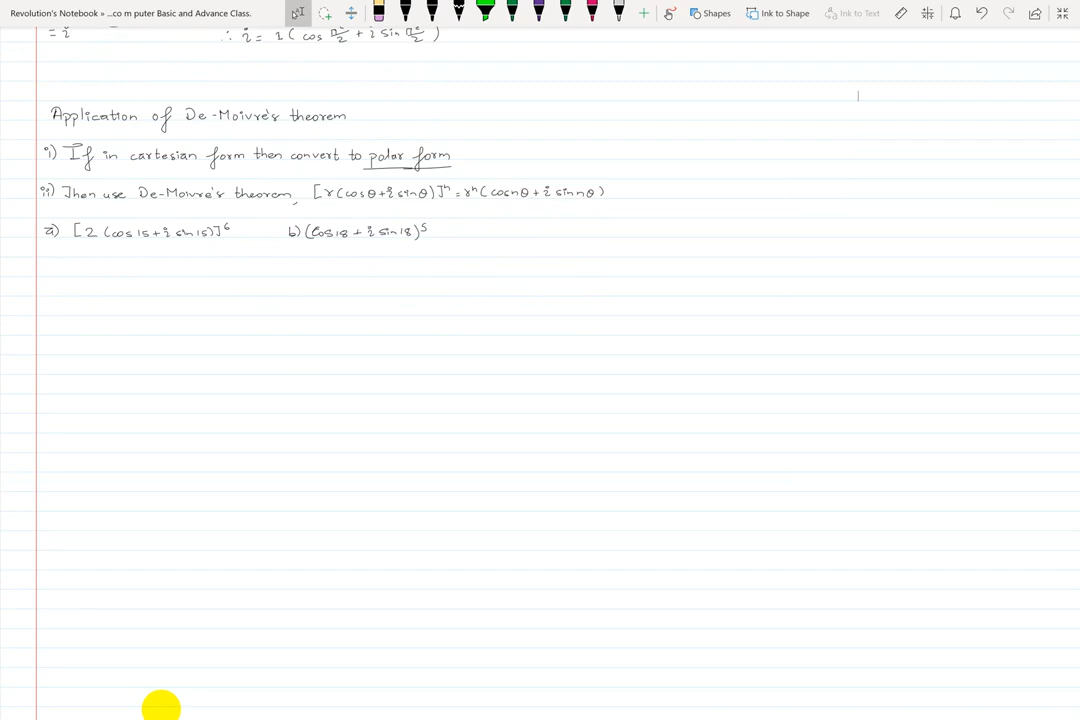 Revolution's Notebook » ...co m puter Basic and Advance Class.
Shapes
Ink to Shape
Ink to Text
= i
∴ i = 1 ( cos π/2 + i sin π/2 )
Application of De-Moivre's theorem
i) If in cartesian form then convert to polar form
ii) Then use De-Moivre's theorem, [r(cosθ+i sinθ)]ⁿ = rⁿ(cosnθ + i sin nθ)
a) [2 (cos 15 + i sin 15)]⁶ b) (cos 18 + i sin 18)⁵